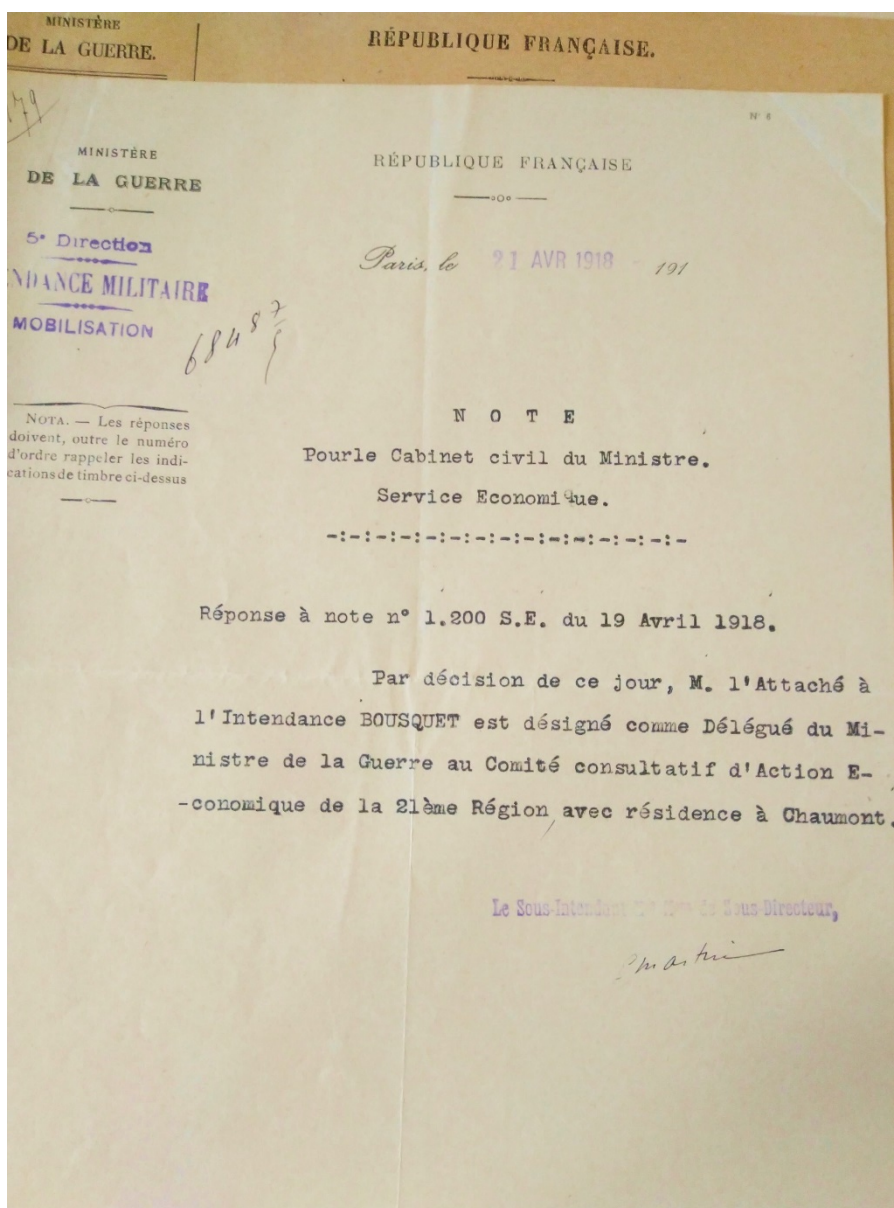 MINISTÈRE
DE LA GUERRE.
RÉPUBLIQUE FRANÇAISE.
N° 6
MINISTÈRE
DE LA GUERRE
RÉPUBLIQUE FRANÇAISE
5e Direction
NDANCE MILITAIRE
MOBILISATION
Paris, le 21 AVR 1918 191
NOTA. — Les réponses
doivent, outre le numéro
d'ordre rappeler les indi-
cations de timbre ci-dessus
N O T E
Pourle Cabinet civil du Ministre.
Service Economique.
-:-:-:-:-:-:-:-:-:-:-:-:-:-:-
Réponse à note n° 1.200 S.E. du 19 Avril 1918.
Par décision de ce jour, M. l'Attaché à
l'Intendance BOUSQUET est désigné comme Délégué du Mi-
nistre de la Guerre au Comité consultatif d'Action E-
-conomique de la 21ème Région, avec résidence à Chaumont.
Le Sous-Intendant Sous-Directeur,